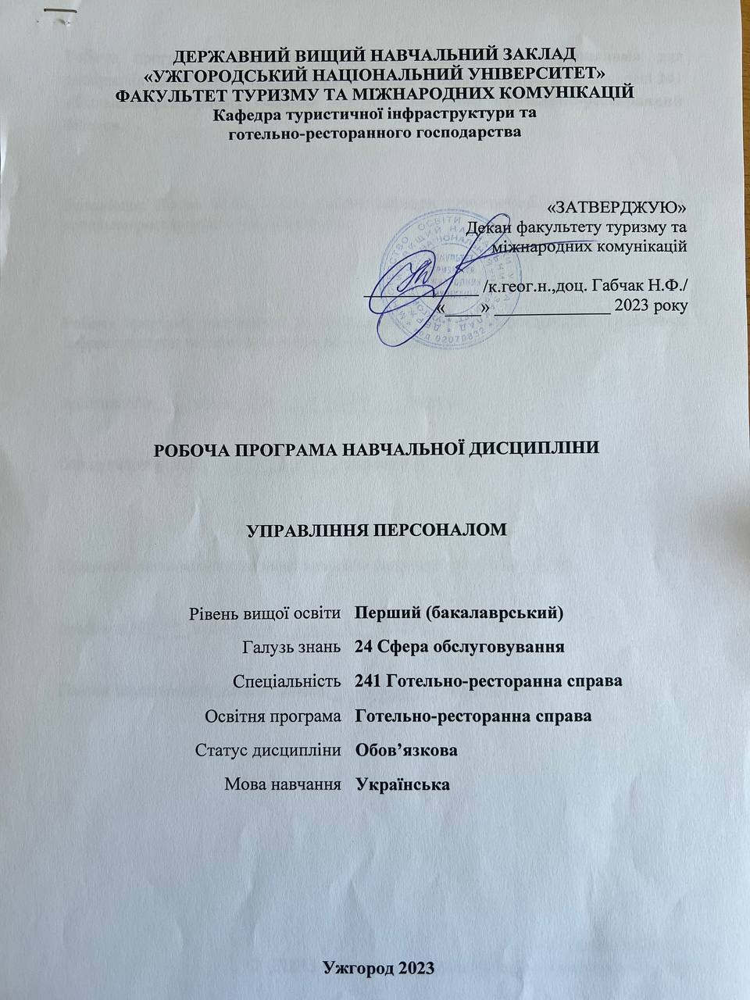 ДЕРЖАВНИЙ ВИЩИЙ НАВЧАЛЬНИЙ ЗАКЛАД
«УЖГОРОДСЬКИЙ НАЦІОНАЛЬНИЙ УНІВЕРСИТЕТ»
ФАКУЛЬТЕТ ТУРИЗМУ ТА МІЖНАРОДНИХ КОМУНІКАЦІЙ
Кафедра туристичної інфраструктури та
готельно-ресторанного господарства
«ЗАТВЕРДЖУЮ»
Декан факультету туризму та
міжнародних комунікацій
____________ /к.геог.н.,доц. Габчак Н.Ф./
«____» _____________ 2023 року
РОБОЧА ПРОГРАМА НАВЧАЛЬНОЇ ДИСЦИПЛІНИ
УПРАВЛІННЯ ПЕРСОНАЛОМ
Рівень вищої освіти Перший (бакалаврський)
Галузь знань 24 Сфера обслуговування
Спеціальність 241 Готельно-ресторанна справа
Освітня програма Готельно-ресторанна справа
Статус дисципліни Обов’язкова
Мова навчання Українська
Ужгород 2023